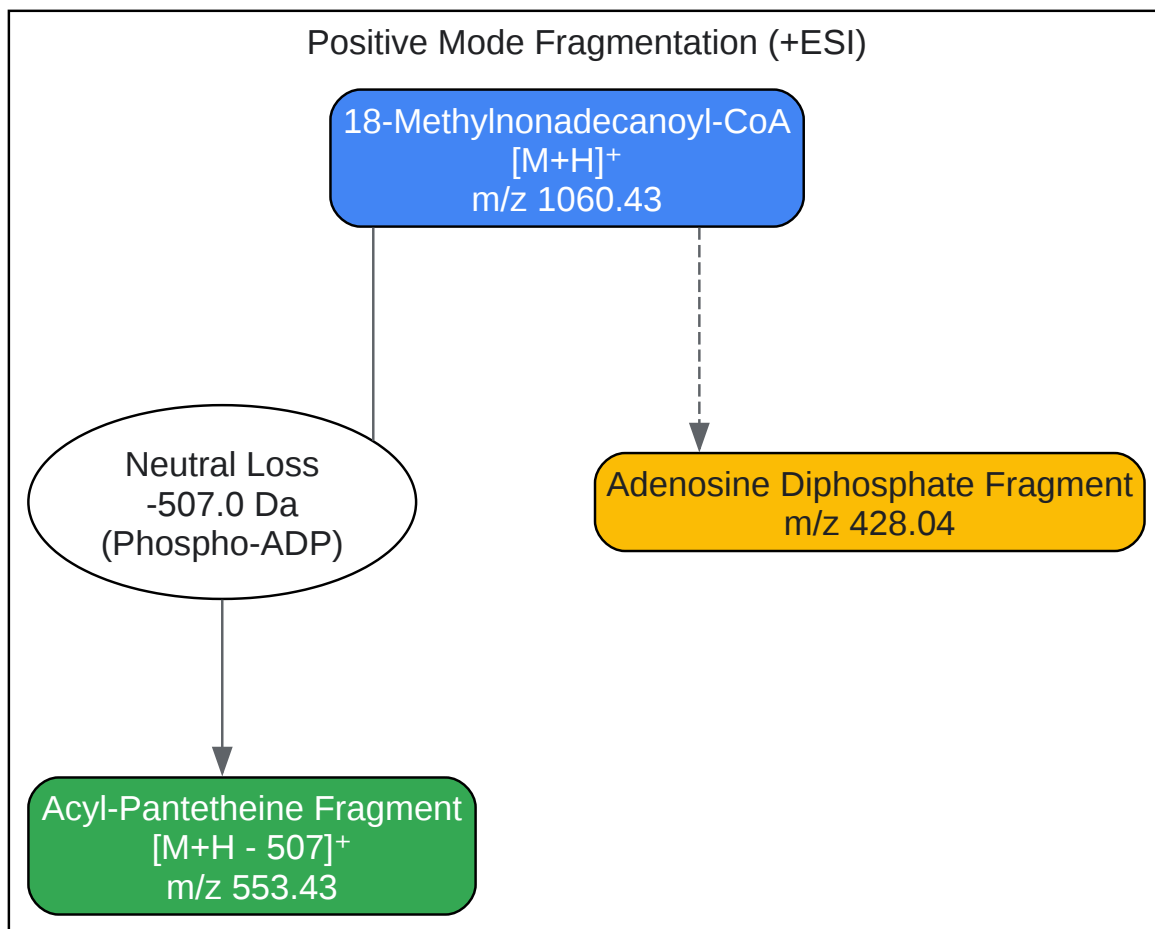 Positive Mode Fragmentation (+ESI)
18-Methylnonadecanoyl-CoA
[M+H]⁺
m/z 1060.43
Neutral Loss
-507.0 Da
(Phospho-ADP)
Adenosine Diphosphate Fragment
m/z 428.04
Acyl-Pantetheine Fragment
[M+H - 507]⁺
m/z 553.43